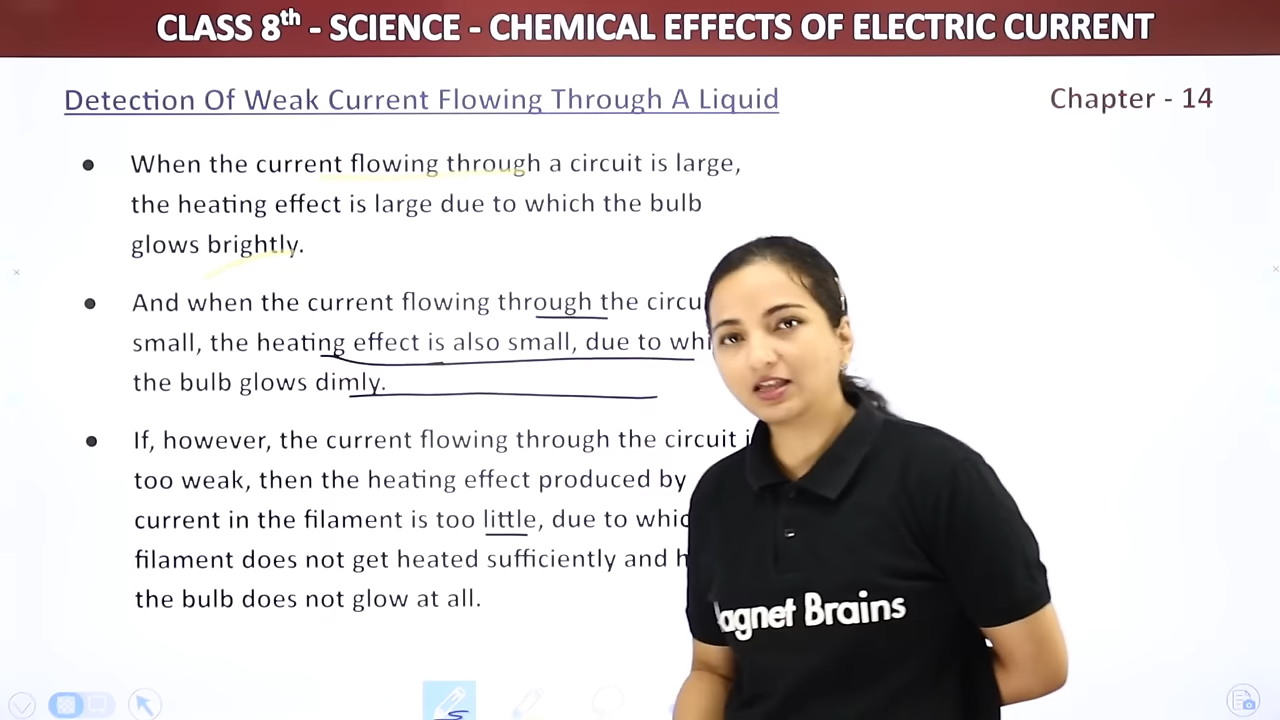 CLASS 8th - SCIENCE - CHEMICAL EFFECTS OF ELECTRIC CURRENT
Detection Of Weak Current Flowing Through A Liquid
Chapter - 14
● When the current flowing through a circuit is large,
the heating effect is large due to which the bulb
glows brightly.
● And when the current flowing through the
small, the heating effect is also small, due to
the bulb glows dimly.
● If, however, the current flowing through the circuit
too weak, then the heating effect produced by
current in the filament is too little, due to
filament does not get heated sufficiently and
the bulb does not glow at all.
Brains